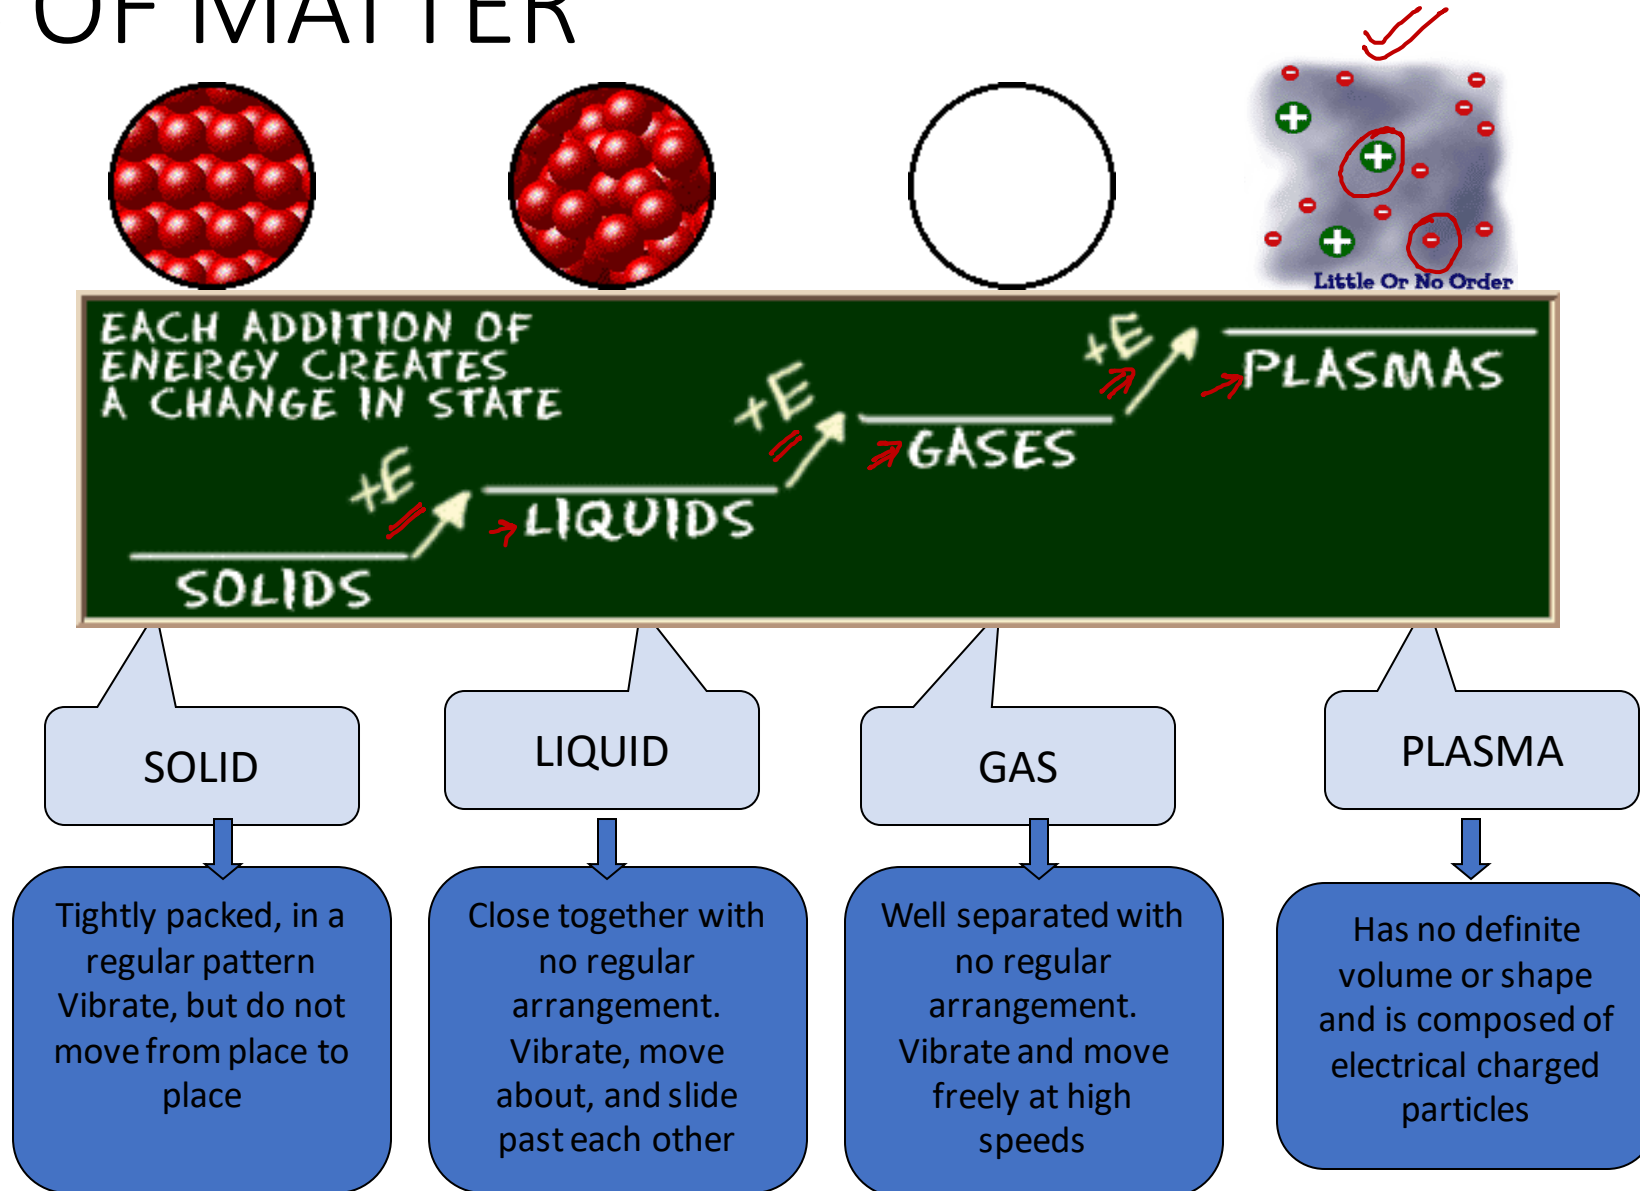 OF MATTER
Little Or No Order
EACH ADDITION OF
ENERGY CREATES
A CHANGE IN STATE
+E
+E
+E
SOLIDS
LIQUIDS
GASES
PLASMAS
SOLID
LIQUID
GAS
PLASMA
Tightly packed, in a
regular pattern
Vibrate, but do not
move from place to
place
Close together with
no regular
arrangement.
Vibrate, move
about, and slide
past each other
Well separated with
no regular
arrangement.
Vibrate and move
freely at high
speeds
Has no definite
volume or shape
and is composed of
electrical charged
particles